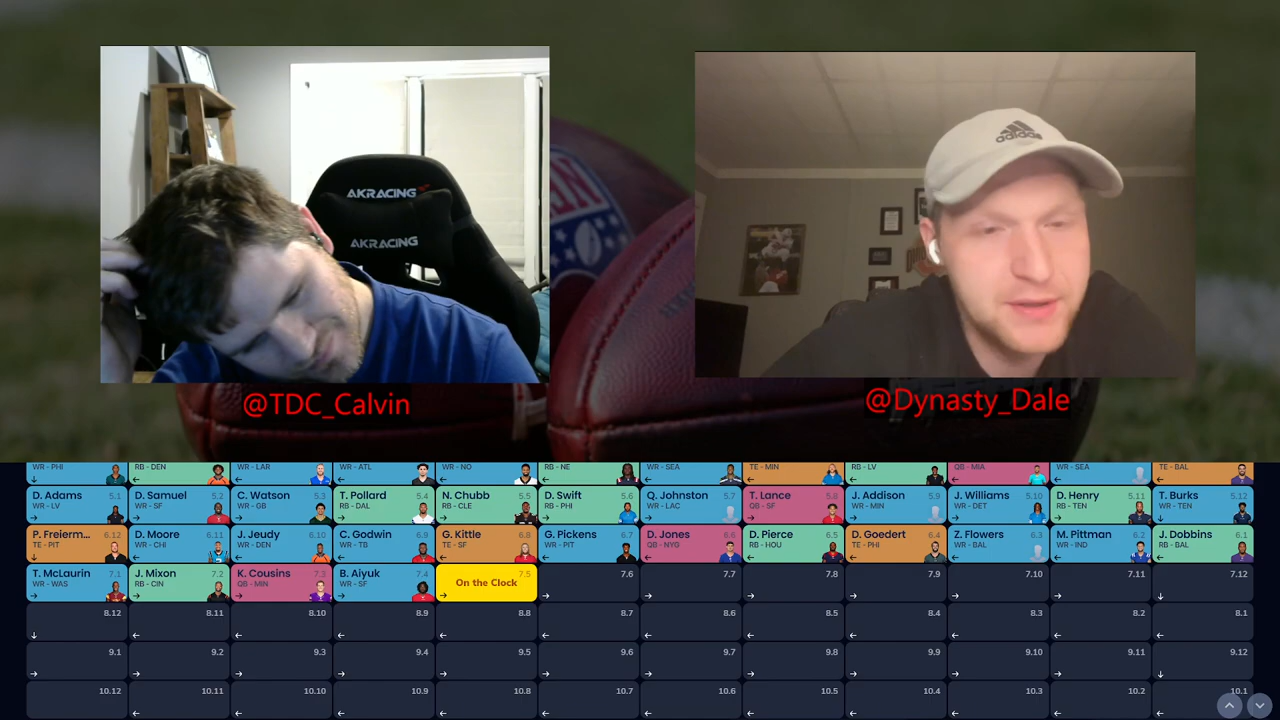 AKRACING
AKRACING
adidas
@TDC_Calvin
@Dynasty_Dale
WR - PHI
RB - DEN
WR - LAR
WR - ATL
WR - NO
RB - NE
WR - SEA
TE - MIN
RB - LV
QB - MIA
WR - SEA
TE - BAL
D. Adams 5.1
WR - LV
D. Samuel 5.2
WR - SF
C. Watson 5.3
WR - GB
T. Pollard 5.4
RB - DAL
N. Chubb 5.5
RB - CLE
D. Swift 5.6
RB - PHI
Q. Johnston 5.7
WR - LAC
T. Lance 5.8
QB - SF
J. Addison 5.9
WR - MIN
J. Williams 5.10
WR - DET
D. Henry 5.11
RB - TEN
T. Burks 5.12
WR - TEN
P. Freierm... 6.12
TE - PIT
D. Moore 6.11
WR - CHI
J. Jeudy 6.10
WR - DEN
C. Godwin 6.9
WR - TB
G. Kittle 6.8
TE - SF
G. Pickens 6.7
WR - PIT
D. Jones 6.6
QB - NYG
D. Pierce 6.5
RB - HOU
D. Goedert 6.4
TE - PHI
Z. Flowers 6.3
WR - BAL
M. Pittman 6.2
WR - IND
J. Dobbins 6.1
RB - BAL
T. McLaurin 7.1
WR - WAS
J. Mixon 7.2
RB - CIN
K. Cousins 7.3
QB - MIN
B. Aiyuk 7.4
WR - SF
7.5
On the Clock
7.6
7.7
7.8
7.9
7.10
7.11
7.12
8.12
8.11
8.10
8.9
8.8
8.7
8.6
8.5
8.4
8.3
8.2
8.1
9.1
9.2
9.3
9.4
9.5
9.6
9.7
9.8
9.9
9.10
9.11
9.12
10.12
10.11
10.10
10.9
10.8
10.7
10.6
10.5
10.4
10.3
10.2
10.1